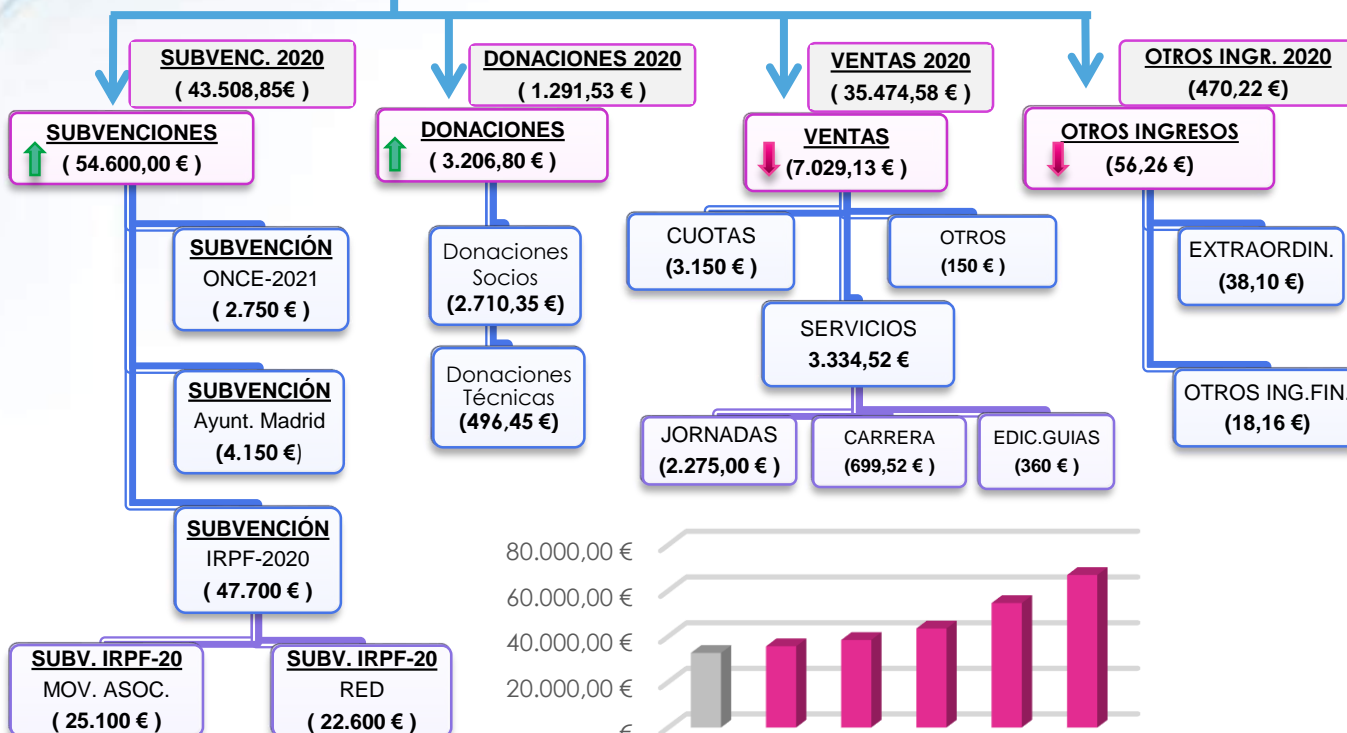 SUBVENC. 2020
( 43.508,85€ )
DONACIONES 2020
( 1.291,53 € )
VENTAS 2020
( 35.474,58 € )
OTROS INGR. 2020
(470,22 €)
SUBVENCIONES
( 54.600,00 € )
DONACIONES
( 3.206,80 € )
VENTAS
(7.029,13 € )
OTROS INGRESOS
(56,26 €)
SUBVENCIÓN
ONCE-2021
( 2.750 € )
SUBVENCIÓN
Ayunt. Madrid
(4.150 €)
SUBVENCIÓN
IRPF-2020
( 47.700 € )
SUBV. IRPF-20
MOV. ASOC.
( 25.100 € )
SUBV. IRPF-20
RED
( 22.600 € )
Donaciones
Socios
(2.710,35 €)
Donaciones
Técnicas
(496,45 €)
CUOTAS
(3.150 € )
OTROS
(150 € )
SERVICIOS
3.334,52 €
JORNADAS
(2.275,00 € )
CARRERA
(699,52 € )
EDIC.GUIAS
(360 € )
EXTRAORDIN.
(38,10 €)
OTROS ING.FIN.
(18,16 €)
80.000,00 €
60.000,00 €
40.000,00 €
20.000,00 €